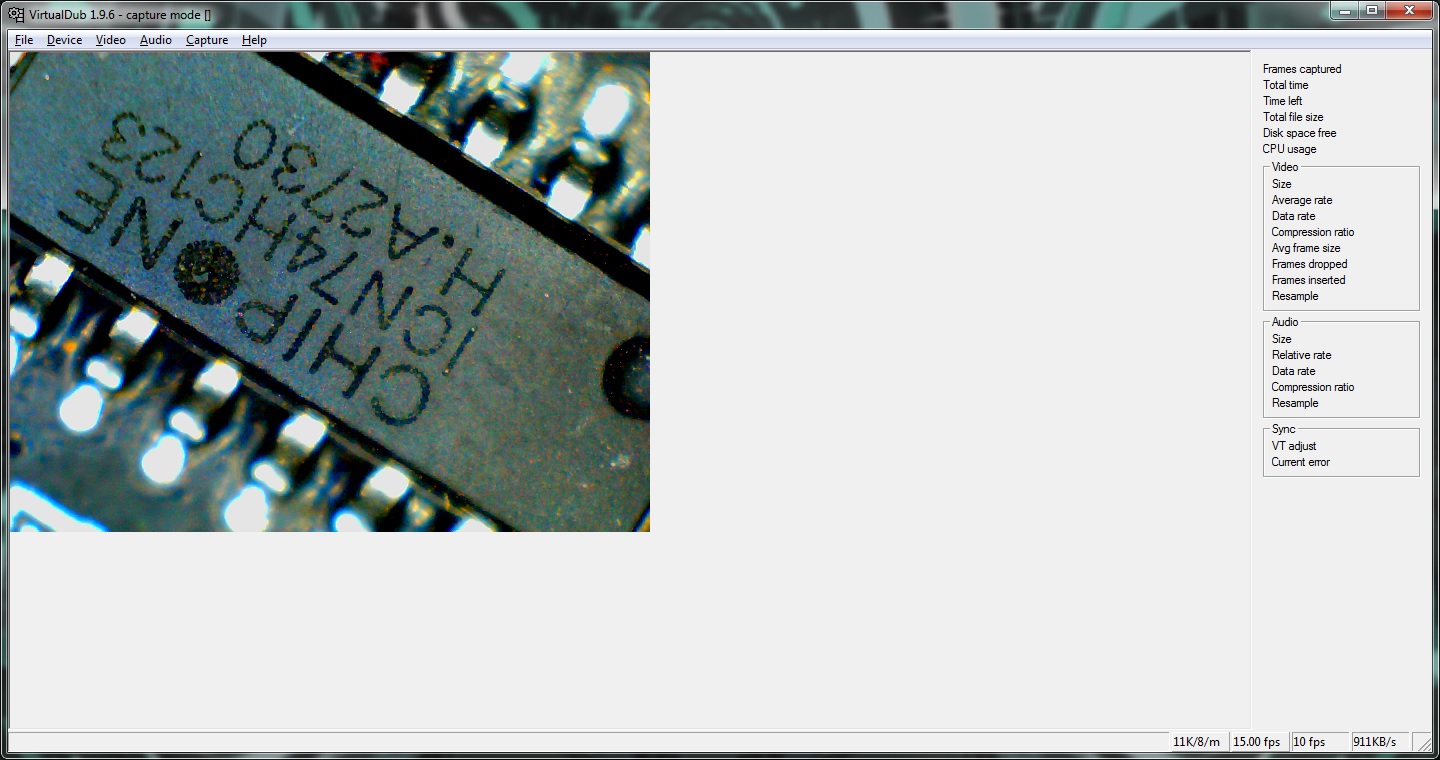 VirtualDub 1.9.6 - capture mode []
File Device Video Audio Capture Help
CHIP●NE
ICN74HC123
H.A2730
Frames captured
Total time
Time left
Total file size
Disk space free
CPU usage
Video
Size
Average rate
Data rate
Compression ratio
Avg frame size
Frames dropped
Frames inserted
Resample
Audio
Size
Relative rate
Data rate
Compression ratio
Resample
Sync
VT adjust
Current error
11K/8/m 15.00 fps 10 fps 911KB/s